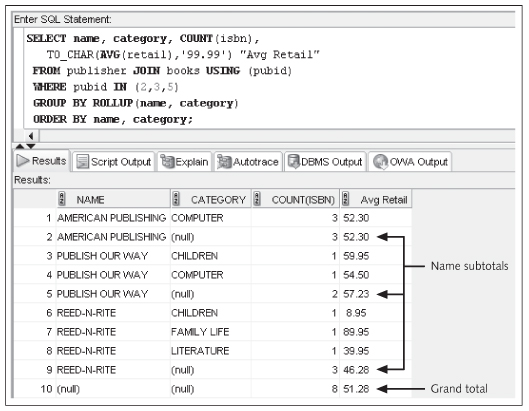 Enter SQL Statement:
SELECT name, category, COUNT(isbn),
TO_CHAR(AVG(retail),'99.99') "Avg Retail"
FROM publisher JOIN books USING (pubid)
WHERE pubid IN (2,3,5)
GROUP BY ROLLUP(name, category)
ORDER BY name, category;
Results Script Output Explain Autotrace DBMS Output OWA Output
Results:
NAME CATEGORY COUNT(ISBN) Avg Retail
1 AMERICAN PUBLISHING COMPUTER 3 52.30
2 AMERICAN PUBLISHING (null) 3 52.30
3 PUBLISH OUR WAY CHILDREN 1 59.95
4 PUBLISH OUR WAY COMPUTER 1 54.50
5 PUBLISH OUR WAY (null) 2 57.23
6 REED-N-RITE CHILDREN 1 8.95
7 REED-N-RITE FAMILY LIFE 1 89.95
8 REED-N-RITE LITERATURE 1 39.95
9 REED-N-RITE (null) 3 46.28
10 (null) (null) 8 51.28
Name subtotals
Grand total